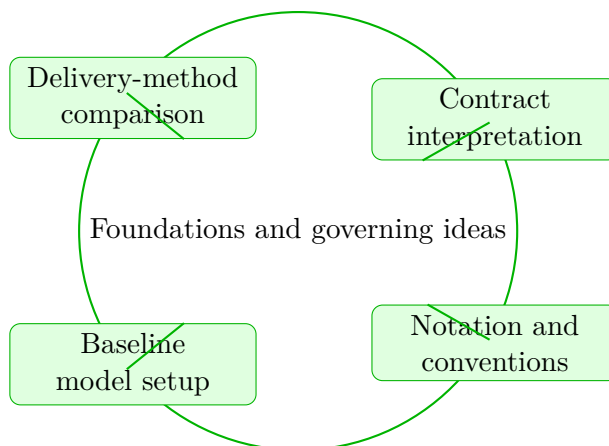 Delivery-method
comparison
Contract
interpretation
Foundations and governing ideas
Baseline
model setup
Notation and
conventions